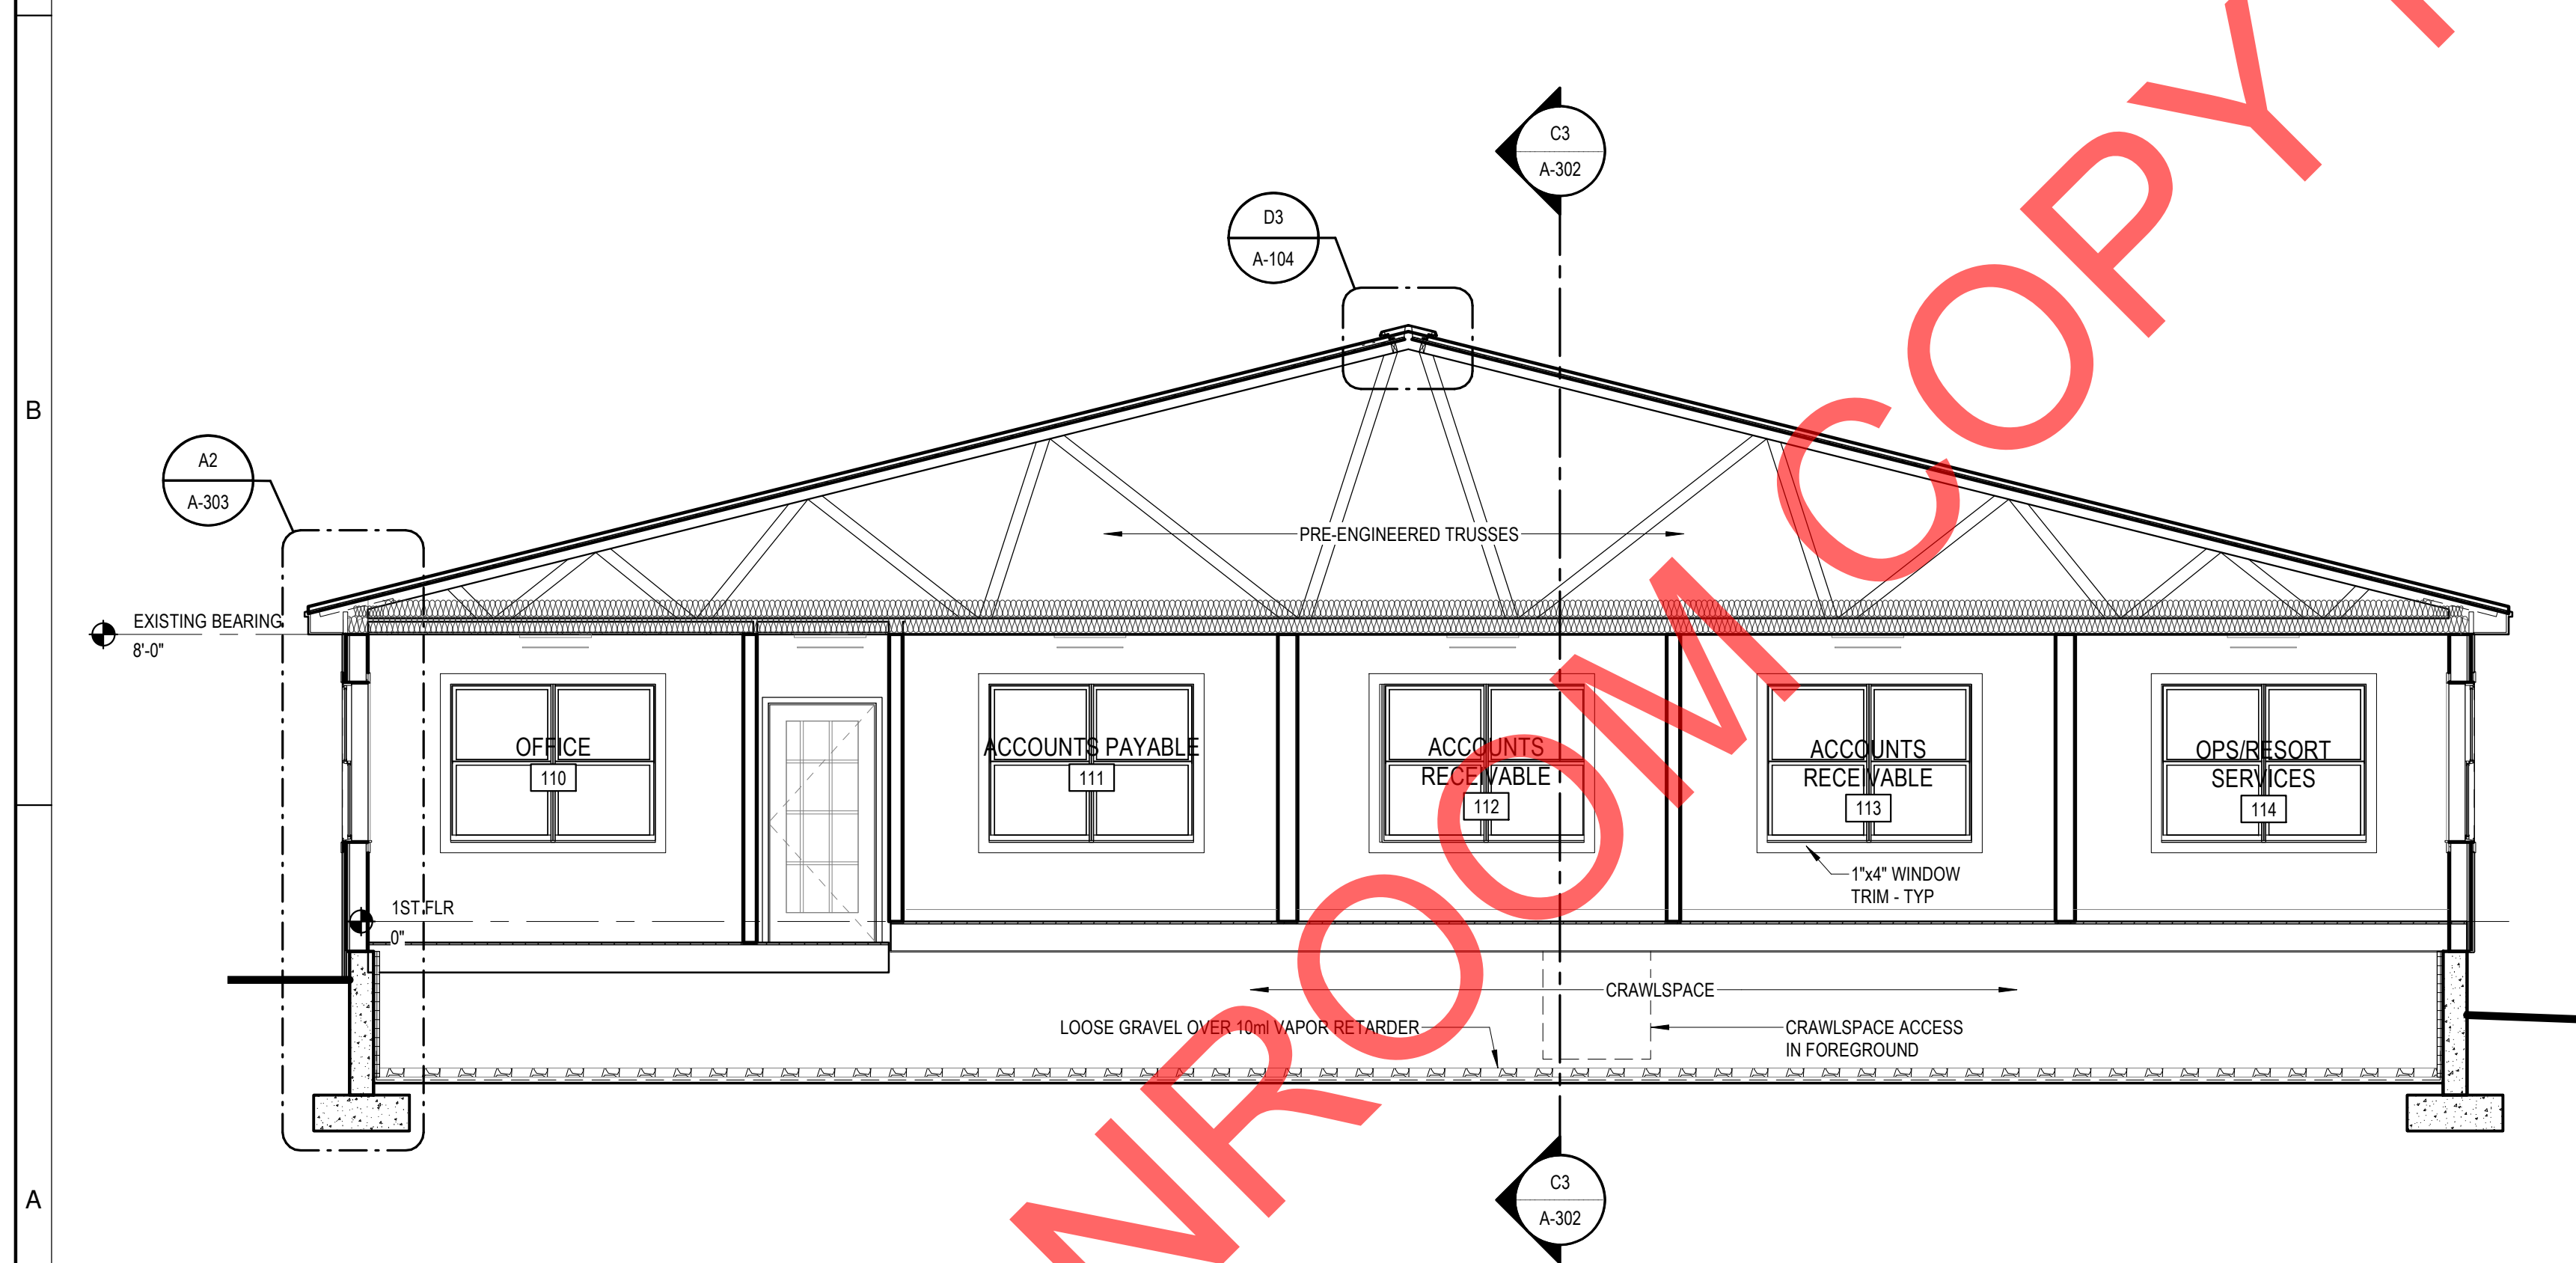 C3
A-302
D3
A-104
B
A2
A-303
PRE-ENGINEERED TRUSSES
EXISTING BEARING
8'-0"
OFFICE
110
ACCOUNTS PAYABLE
111
ACCOUNTS
RECEIVABLE
112
ACCOUNTS
RECEIVABLE
113
OPS/RESORT
SERVICES
114
1"x4" WINDOW
TRIM - TYP
1ST FLR
0"
CRAWLSPACE
LOOSE GRAVEL OVER 10ml VAPOR RETARDER
CRAWLSPACE ACCESS
IN FOREGROUND
A
C3
A-302
NROOM COPY